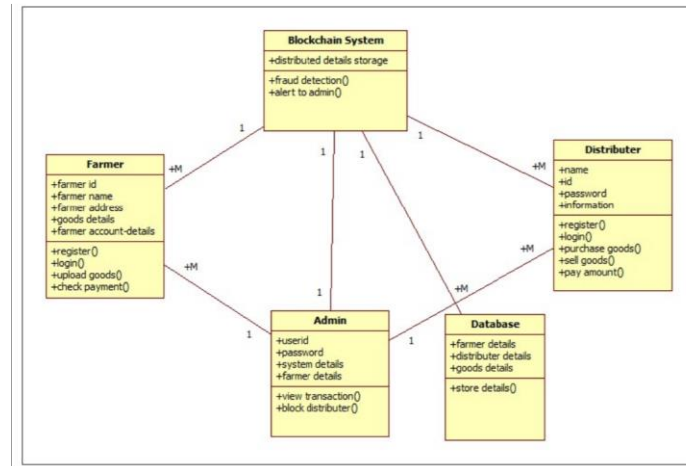 Blockchain System
+distributed details storage
+fraud detection()
+alert to admin()
1
1
1
1
+M
+M
Farmer
+farmer id
+farmer name
+farmer address
+goods details
+farmer account-details
+register()
+login()
+upload goods()
+check payment()
Distributer
+name
+id
+password
+information
+register()
+login()
+purchase goods()
+sell goods()
+pay amount()
+M
+M
+M
1
1
1
Admin
+userid
+password
+system details
+farmer details
+view transaction()
+block distributer()
Database
+farmer details
+distributer details
+goods details
+store details()